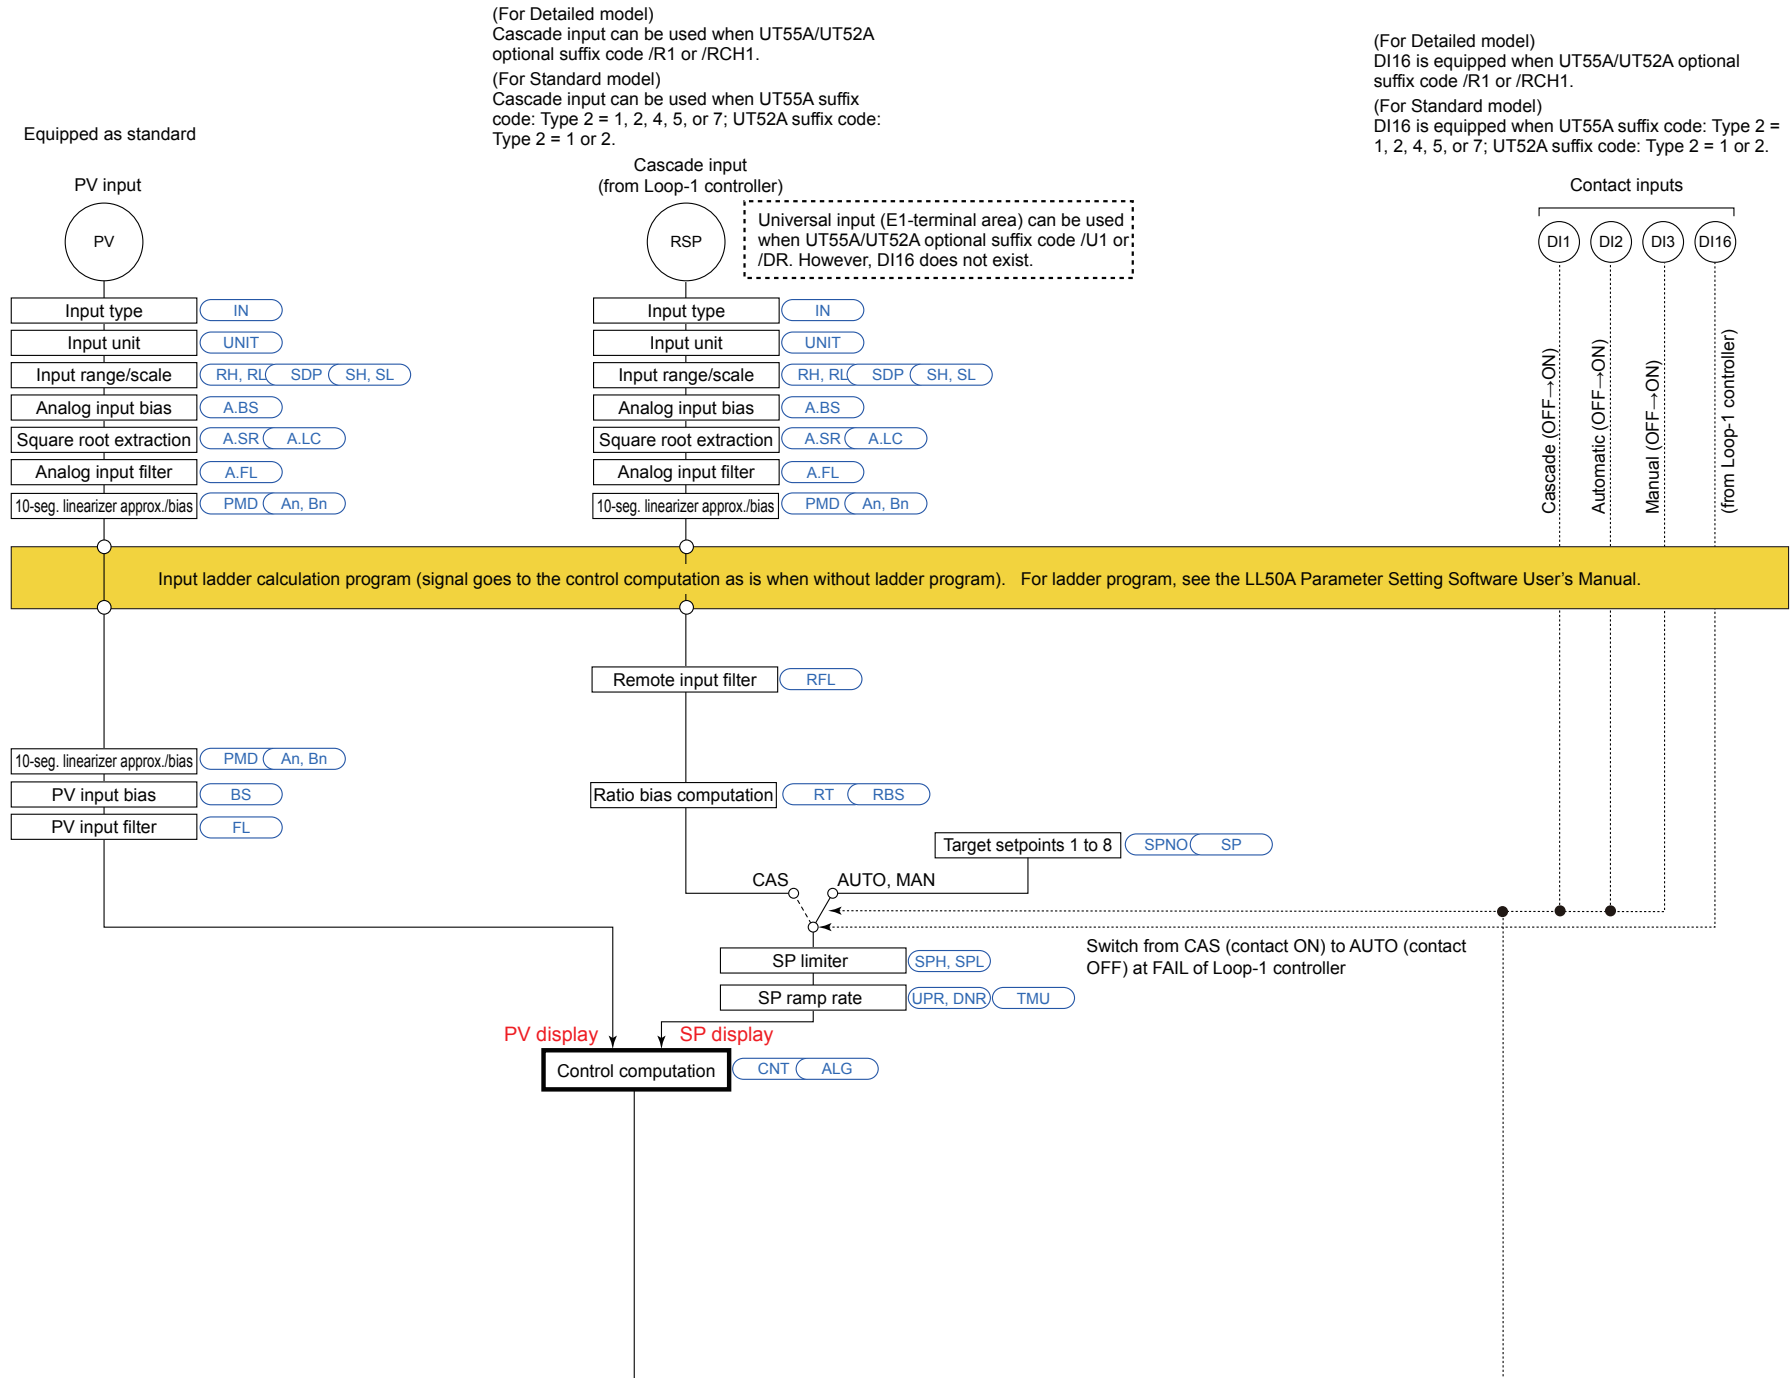 (For Detailed model)
Cascade input can be used when UT55A/UT52A
optional suffix code /R1 or /RCH1.
(For Standard model)
Cascade input can be used when UT55A suffix
code: Type 2 = 1, 2, 4, 5, or 7; UT52A suffix code:
Type 2 = 1 or 2.
(For Detailed model)
DI16 is equipped when UT55A/UT52A optional
suffix code /R1 or /RCH1.
(For Standard model)
DI16 is equipped when UT55A suffix code: Type 2 =
1, 2, 4, 5, or 7; UT52A suffix code: Type 2 = 1 or 2.
Equipped as standard
PV input
Cascade input
(from Loop-1 controller)
Contact inputs
PV
RSP
Universal input (E1-terminal area) can be used
when UT55A/UT52A optional suffix code /U1 or
/DR. However, DI16 does not exist.
DI1 DI2 DI3 DI16
Input type IN
Input unit UNIT
Input range/scale RH, RL SDP SH, SL
Analog input bias A.BS
Square root extraction A.SR A.LC
Analog input filter A.FL
10-seg. linearizer approx./bias PMD An, Bn
Input type IN
Input unit UNIT
Input range/scale RH, RL SDP SH, SL
Analog input bias A.BS
Square root extraction A.SR A.LC
Analog input filter A.FL
10-seg. linearizer approx./bias PMD An, Bn
Cascade (OFF→ON)
Automatic (OFF→ON)
Manual (OFF→ON)
(from Loop-1 controller)
Input ladder calculation program (signal goes to the control computation as is when without ladder program). For ladder program, see the LL50A Parameter Setting Software User's Manual.
Remote input filter RFL
10-seg. linearizer approx./bias PMD An, Bn
PV input bias BS
PV input filter FL
Ratio bias computation RT RBS
Target setpoints 1 to 8 SPNO SP
CAS AUTO, MAN
Switch from CAS (contact ON) to AUTO (contact
OFF) at FAIL of Loop-1 controller
SP limiter SPH, SPL
SP ramp rate UPR, DNR TMU
PV display SP display
Control computation CNT ALG